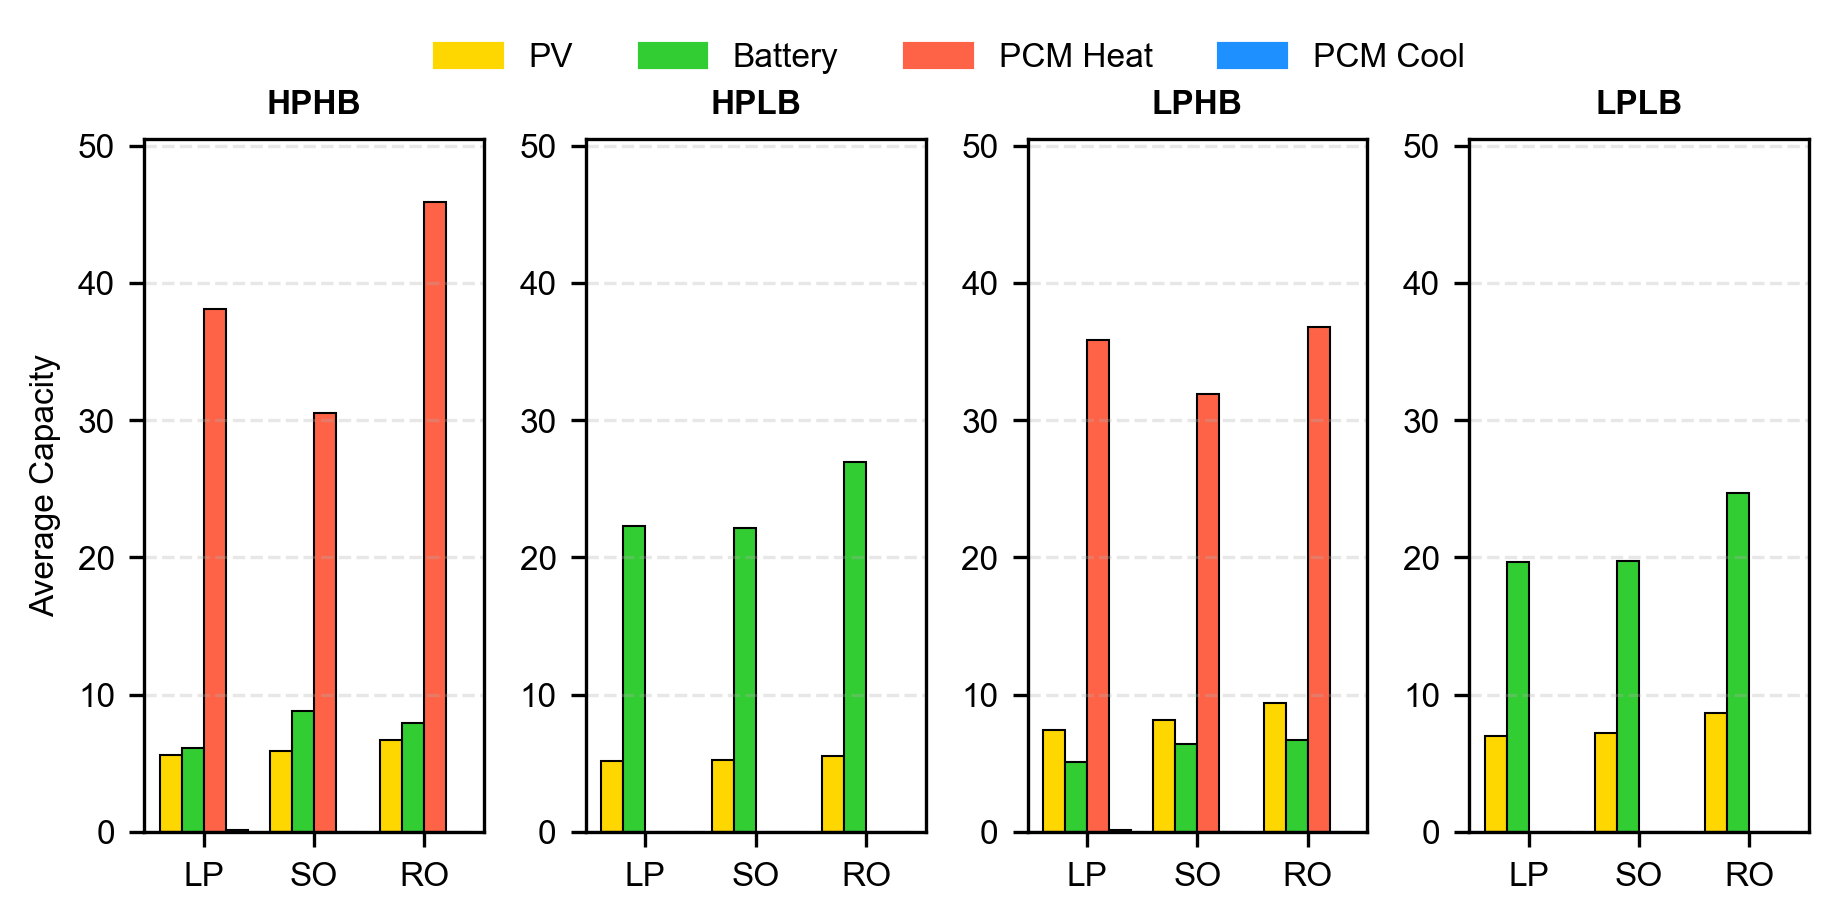 PV Battery PCM Heat PCM Cool
HPHB HPLB LPHB LPLB
Average Capacity
50 50 50 50
40 40 40 40
30 30 30 30
20 20 20 20
10 10 10 10
0 0 0 0
LP SO RO LP SO RO LP SO RO LP SO RO